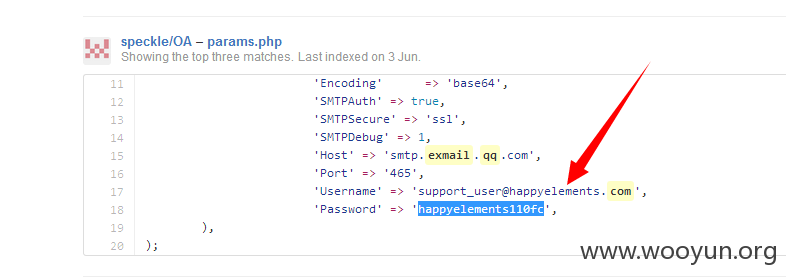 speckle/OA – params.php
Showing the top three matches. Last indexed on 3 Jun.
11 'Encoding' => 'base64',
12 'SMTPAuth' => true,
13 'SMTPSecure' => 'ssl',
14 'SMTPDebug' => 1,
15 'Host' => 'smtp.exmail.qq.com',
16 'Port' => '465',
17 'Username' => 'support_user@happyelements.com',
18 'Password' => 'happyelements110fc',
19 ),
20 );
www.wooyun.org